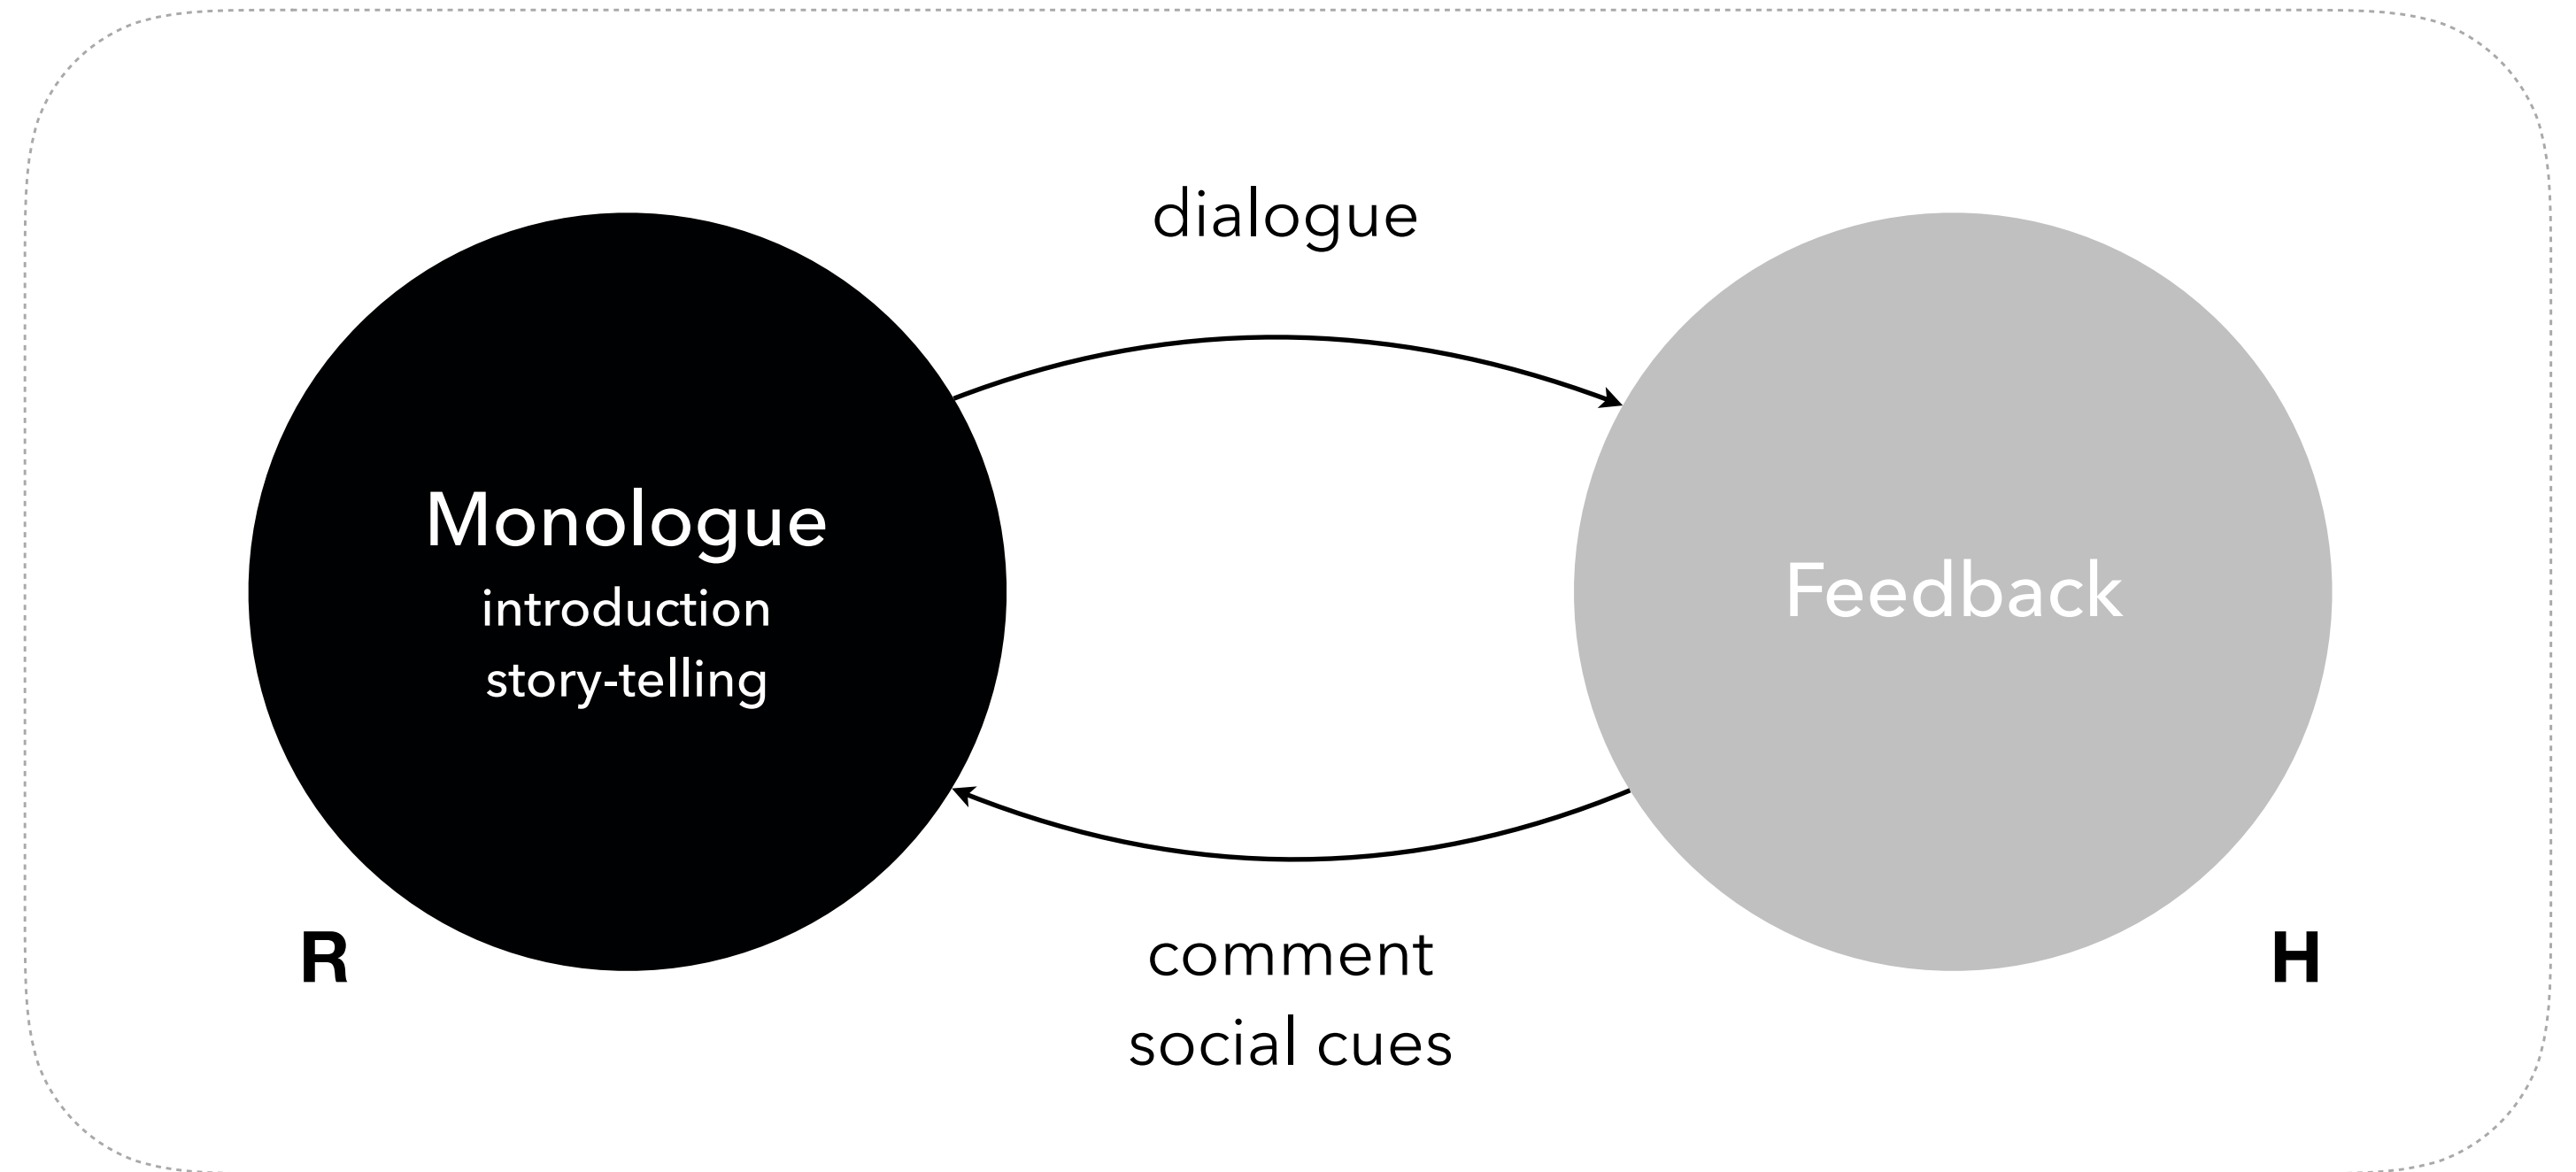 dialogue
Monologue
introduction
story-telling
Feedback
R
H
comment
social cues